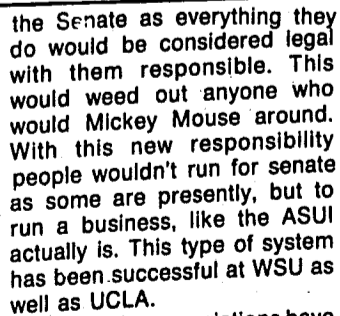 the Senate as everything they
do would be considered legal
with them responsible. This
would weed out anyone who
would Mickey Mouse around.
With this new responsibility
people wouldn't run for senate
as some are presently, but to
run a business, like the ASUI
actually is. This type of system
has been successful at WSU as
well as UCLA.
have